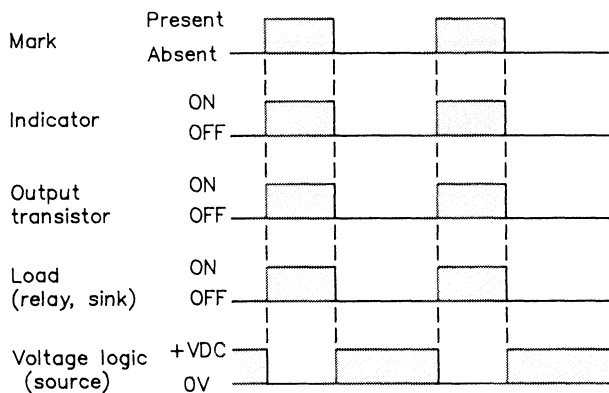 Mark
Present
Absent
Indicator
ON
OFF
Output
transistor
ON
OFF
Load
(relay, sink)
ON
OFF
Voltage logic
(source)
+VDC
0V